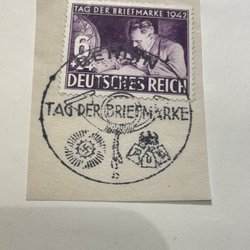 TAG DER BRIEFMARKE 1942
6
DEUTSCHES REICH
TAG DER BRIEFMARKE